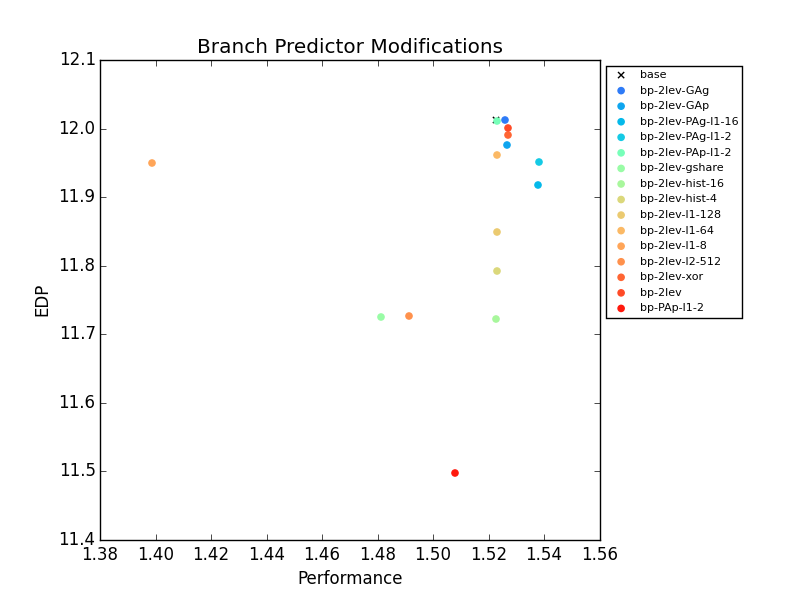 Branch Predictor Modifications
12.1
12.0
11.9
11.8
11.7
11.6
11.5
11.4
EDP
1.38 1.40 1.42 1.44 1.46 1.48 1.50 1.52 1.54 1.56
Performance
base
bp-2lev-GAg
bp-2lev-GAp
bp-2lev-PAg-l1-16
bp-2lev-PAg-l1-2
bp-2lev-PAp-l1-2
bp-2lev-gshare
bp-2lev-hist-16
bp-2lev-hist-4
bp-2lev-l1-128
bp-2lev-l1-64
bp-2lev-l1-8
bp-2lev-l2-512
bp-2lev-xor
bp-2lev
bp-PAp-l1-2